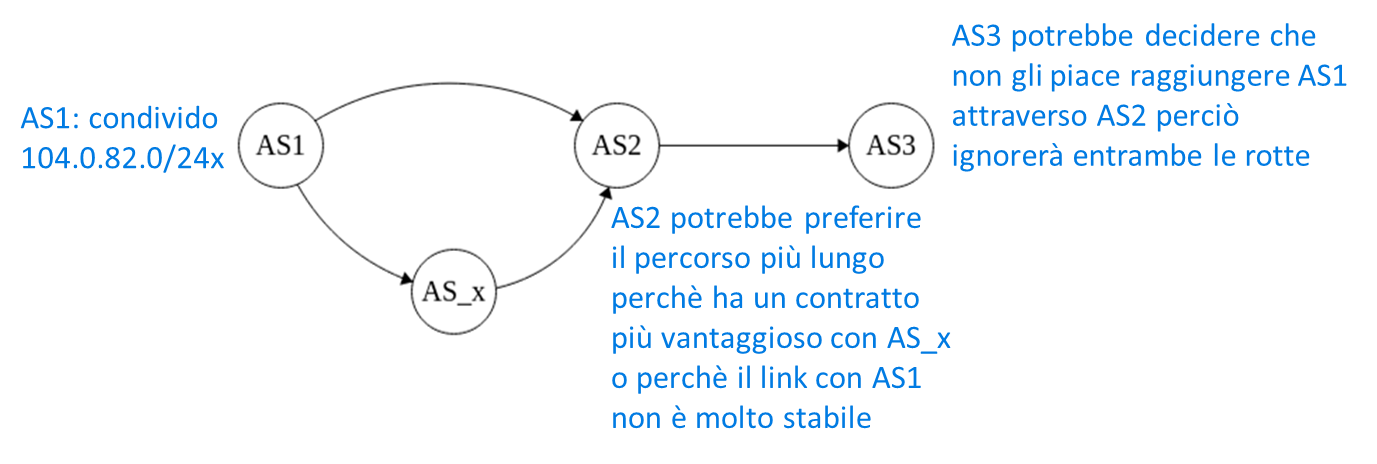 AS3 potrebbe decidere che
non gli piace raggiungere AS1
attraverso AS2 perciò
ignorerà entrambe le rotte
AS1: condivido
104.0.82.0/24x
AS1
AS2
AS3
AS_x
AS2 potrebbe preferire
il percorso più lungo
perchè ha un contratto
più vantaggioso con AS_x
o perchè il link con AS1
non è molto stabile